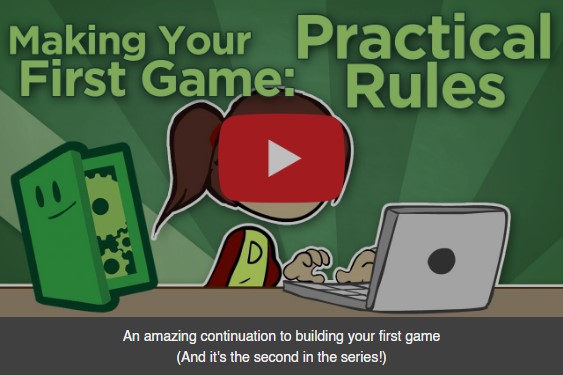 Making Your
First Game:
Practical
Rules
An amazing continuation to building your first game
(And it's the second in the series!)